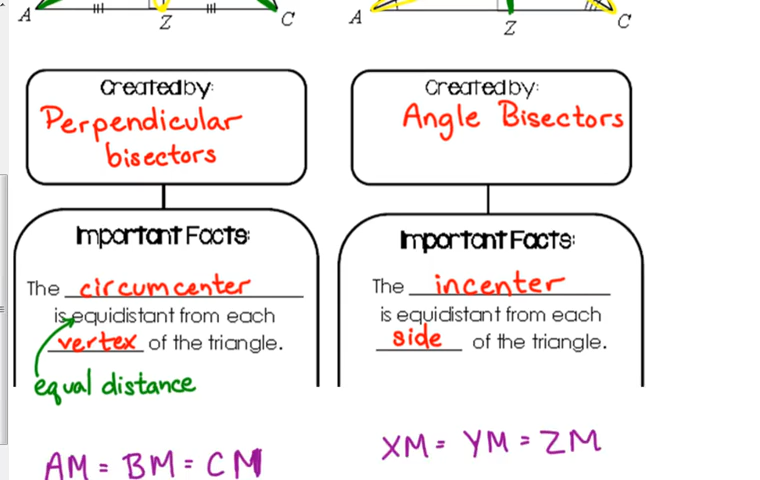 A Z C
Created by:
Perpendicular
bisectors
Important Facts:
The circumcenter
is equidistant from each
vertex of the triangle.
equal distance
AM = BM = CM
A Z C
Created by:
Angle Bisectors
Important Facts:
The incenter
is equidistant from each
side of the triangle.
XM = YM = ZM